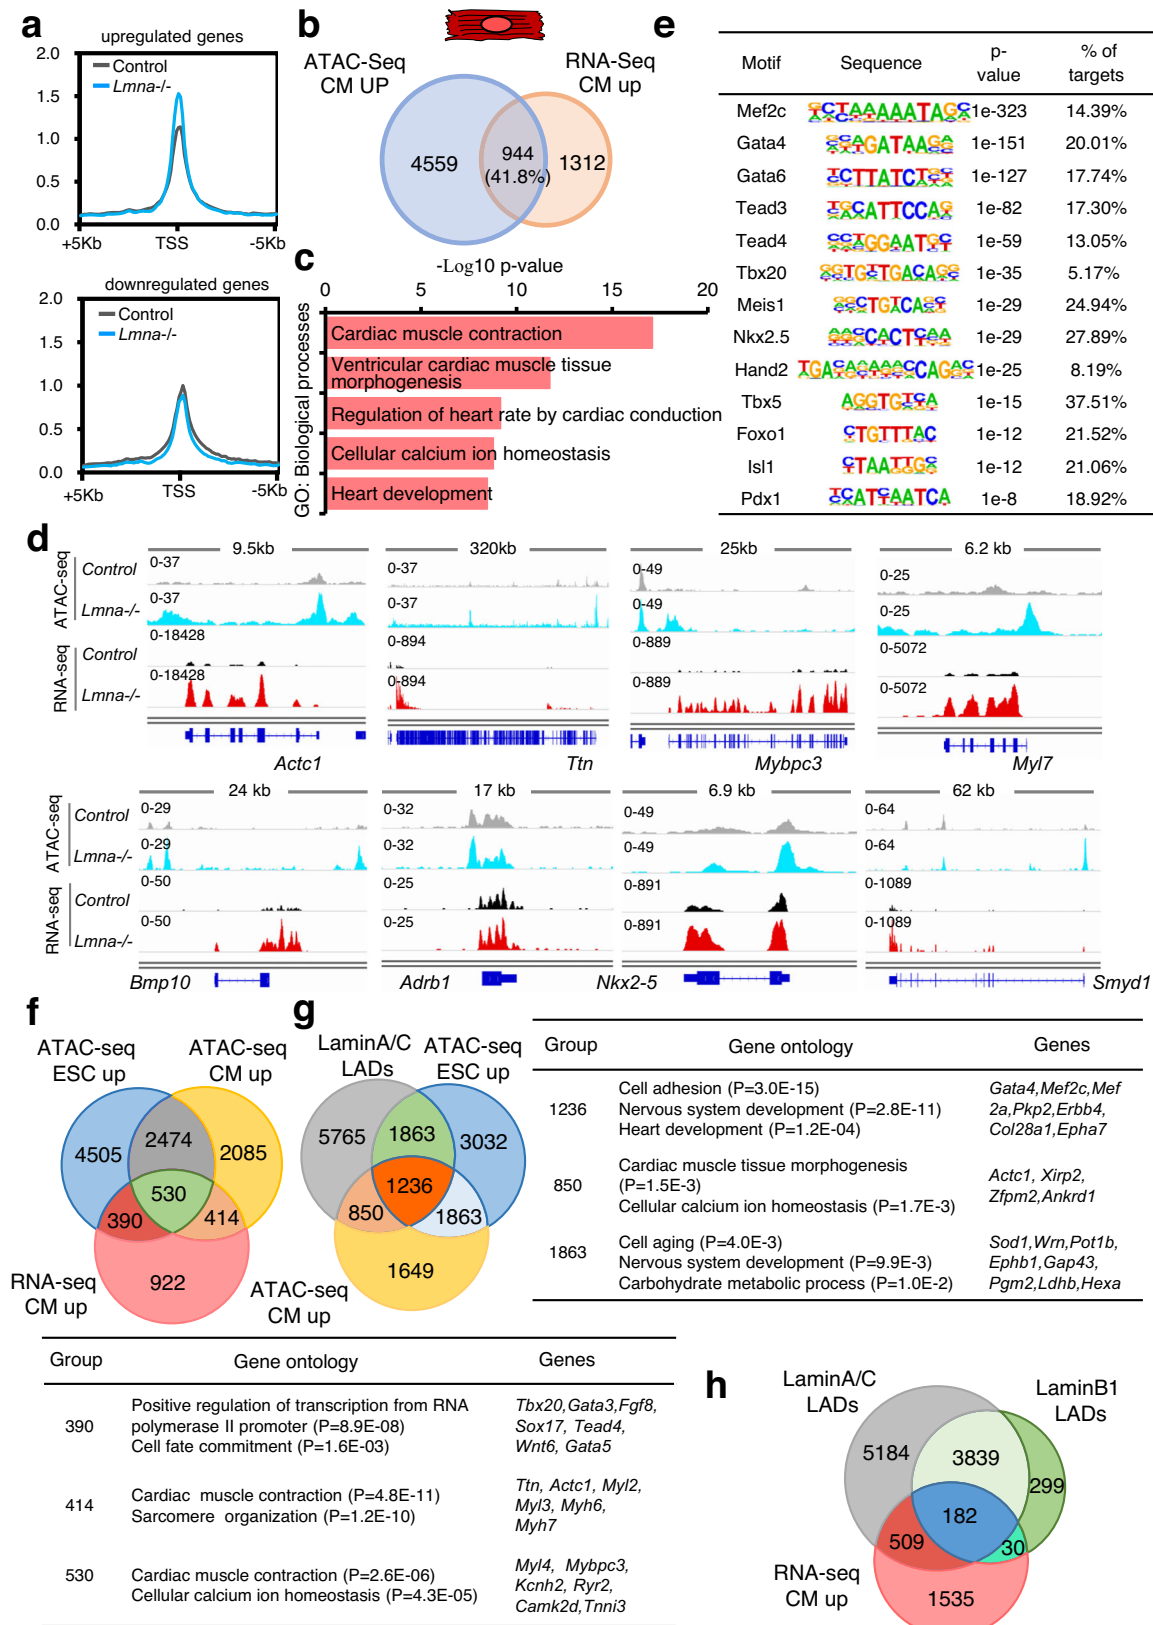 a
upregulated genes
2.0
1.5
1.0
0.5
0.0
Control
Lmna-/-
+5Kb TSS -5Kb
downregulated genes
2.0
1.5
1.0
0.5
0.0
Control
Lmna-/-
+5Kb TSS -5Kb
b
ATAC-Seq
CM UP
RNA-Seq
CM up
4559
944
(41.8%)
1312
c
-Log10 p-value
0 5 10 15 20
GO: Biological processes
Cardiac muscle contraction
Ventricular cardiac muscle tissue
morphogenesis
Regulation of heart rate by cardiac conduction
Cellular calcium ion homeostasis
Heart development
e
Motif Sequence p-value % of targets
Mef2c 1e-323 14.39%
Gata4 1e-151 20.01%
Gata6 1e-127 17.74%
Tead3 1e-82 17.30%
Tead4 1e-59 13.05%
Tbx20 1e-35 5.17%
Meis1 1e-29 24.94%
Nkx2.5 1e-29 27.89%
Hand2 1e-25 8.19%
Tbx5 1e-15 37.51%
Foxo1 1e-12 21.52%
Isl1 1e-12 21.06%
Pdx1 1e-8 18.92%
d
9.5kb 320kb 25kb 6.2 kb
ATAC-seq
Control 0-37 0-37 0-49 0-25
Lmna-/- 0-37 0-37 0-49 0-25
RNA-seq
Control 0-18428 0-894 0-889 0-5072
Lmna-/- 0-18428 0-894 0-889 0-5072
Actc1 Ttn Mybpc3 Myl7
24 kb 17 kb 6.9 kb 62 kb
ATAC-seq
Control 0-29 0-32 0-49 0-64
Lmna-/- 0-29 0-32 0-49 0-64
RNA-seq
Control 0-50 0-25 0-891 0-1089
Lmna-/- 0-50 0-25 0-891 0-1089
Bmp10 Adrb1 Nkx2-5 Smyd1
f
ATAC-seq
ESC up
ATAC-seq
CM up
4505 2474 2085
530
390 414
922
RNA-seq
CM up
g
LaminA/C
LADs
ATAC-seq
ESC up
5765 1863 3032
1236
850 1863
1649
ATAC-seq
CM up
Group Gene ontology Genes
1236
Cell adhesion (P=3.0E-15)
Nervous system development (P=2.8E-11)
Heart development (P=1.2E-04)
Gata4,Mef2c,Mef
2a,Pkp2,Erbb4,
Col28a1,Epha7
850
Cardiac muscle tissue morphogenesis
(P=1.5E-3)
Cellular calcium ion homeostasis (P=1.7E-3)
Actc1, Xirp2,
Zfpm2,Ankrd1
1863
Cell aging (P=4.0E-3)
Nervous system development (P=9.9E-3)
Carbohydrate metabolic process (P=1.0E-2)
Sod1,Wrn,Pot1b,
Ephb1,Gap43,
Pgm2,Ldhb,Hexa
Group Gene ontology Genes
390
Positive regulation of transcription from RNA
polymerase II promoter (P=8.9E-08)
Cell fate commitment (P=1.6E-03)
Tbx20,Gata3,Fgf8,
Sox17, Tead4,
Wnt6, Gata5
414
Cardiac muscle contraction (P=4.8E-11)
Sarcomere organization (P=1.2E-10)
Ttn, Actc1, Myl2,
Myl3, Myh6,
Myh7
530
Cardiac muscle contraction (P=2.6E-06)
Cellular calcium ion homeostasis (P=4.3E-05)
Myl4, Mybpc3,
Kcnh2, Ryr2,
Camk2d,Tnni3
h
LaminA/C
LADs
LaminB1
LADs
5184 3839
299
182
509 30
1535
RNA-seq
CM up